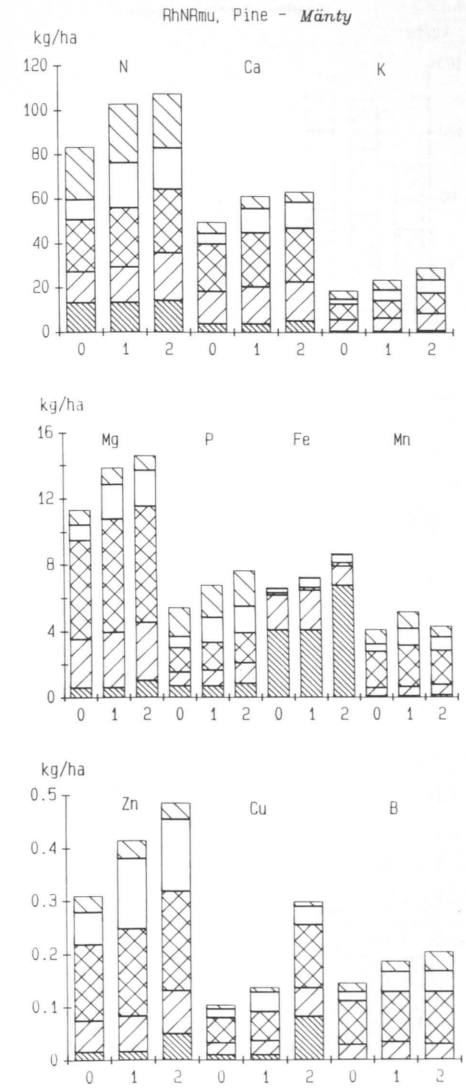 RhNRmu, Pine - Mänty
kg/ha
120
N Ca K
100
80
60
40
20
0
0 1 2 0 1 2 0 1 2
kg/ha
16
Mg P Fe Mn
12
8
4
0
0 1 2 0 1 2 0 1 2 0 1 2
kg/ha
0.5
Zn Cu B
0.4
0.3
0.2
0.1
0
0 1 2 0 1 2 0 1 2